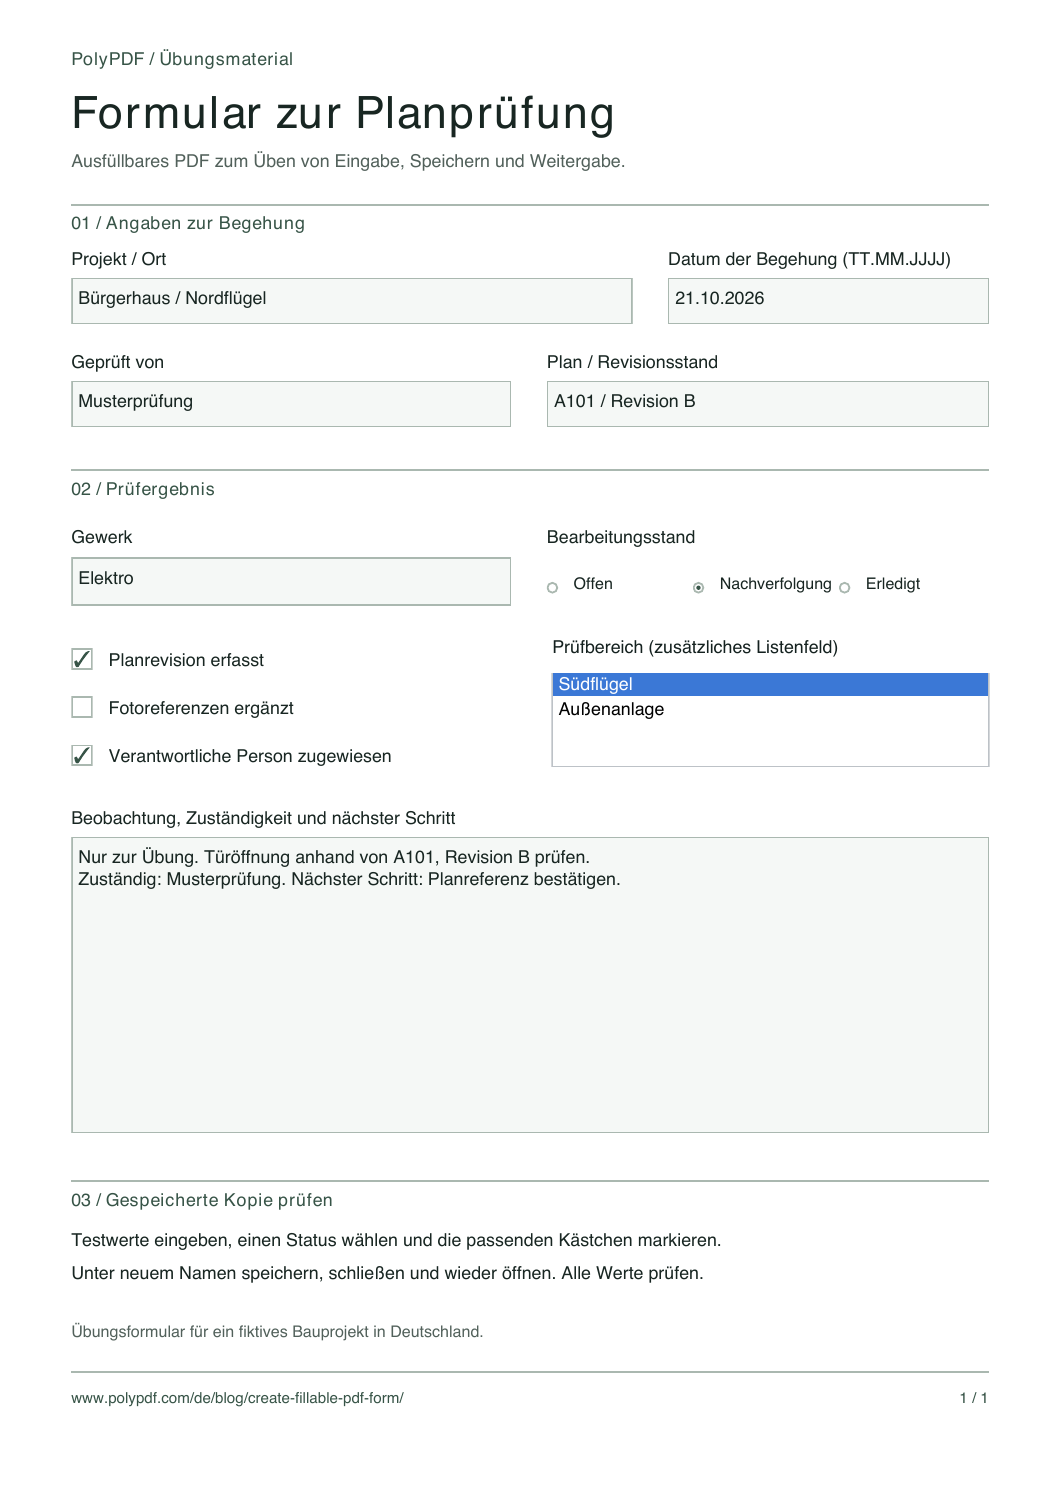 PolyPDF / Übungsmaterial
Formular zur Planprüfung
Ausfüllbares PDF zum Üben von Eingabe, Speichern und Weitergabe.
01 / Angaben zur Begehung
Projekt / Ort
Datum der Begehung (TT.MM.JJJJ)
Bürgerhaus / Nordflügel
21.10.2026
Geprüft von
Plan / Revisionsstand
Musterprüfung
A101 / Revision B
02 / Prüfergebnis
Gewerk
Bearbeitungsstand
Elektro
Offen
Nachverfolgung
Erledigt
Planrevision erfasst
Fotoreferenzen ergänzt
Verantwortliche Person zugewiesen
Prüfbereich (zusätzliches Listenfeld)
Südflügel
Außenanlage
Beobachtung, Zuständigkeit und nächster Schritt
Nur zur Übung. Türöffnung anhand von A101, Revision B prüfen.
Zuständig: Musterprüfung. Nächster Schritt: Planreferenz bestätigen.
03 / Gespeicherte Kopie prüfen
Testwerte eingeben, einen Status wählen und die passenden Kästchen markieren.
Unter neuem Namen speichern, schließen und wieder öffnen. Alle Werte prüfen.
Übungsformular für ein fiktives Bauprojekt in Deutschland.
www.polypdf.com/de/blog/create-fillable-pdf-form/
1 / 1